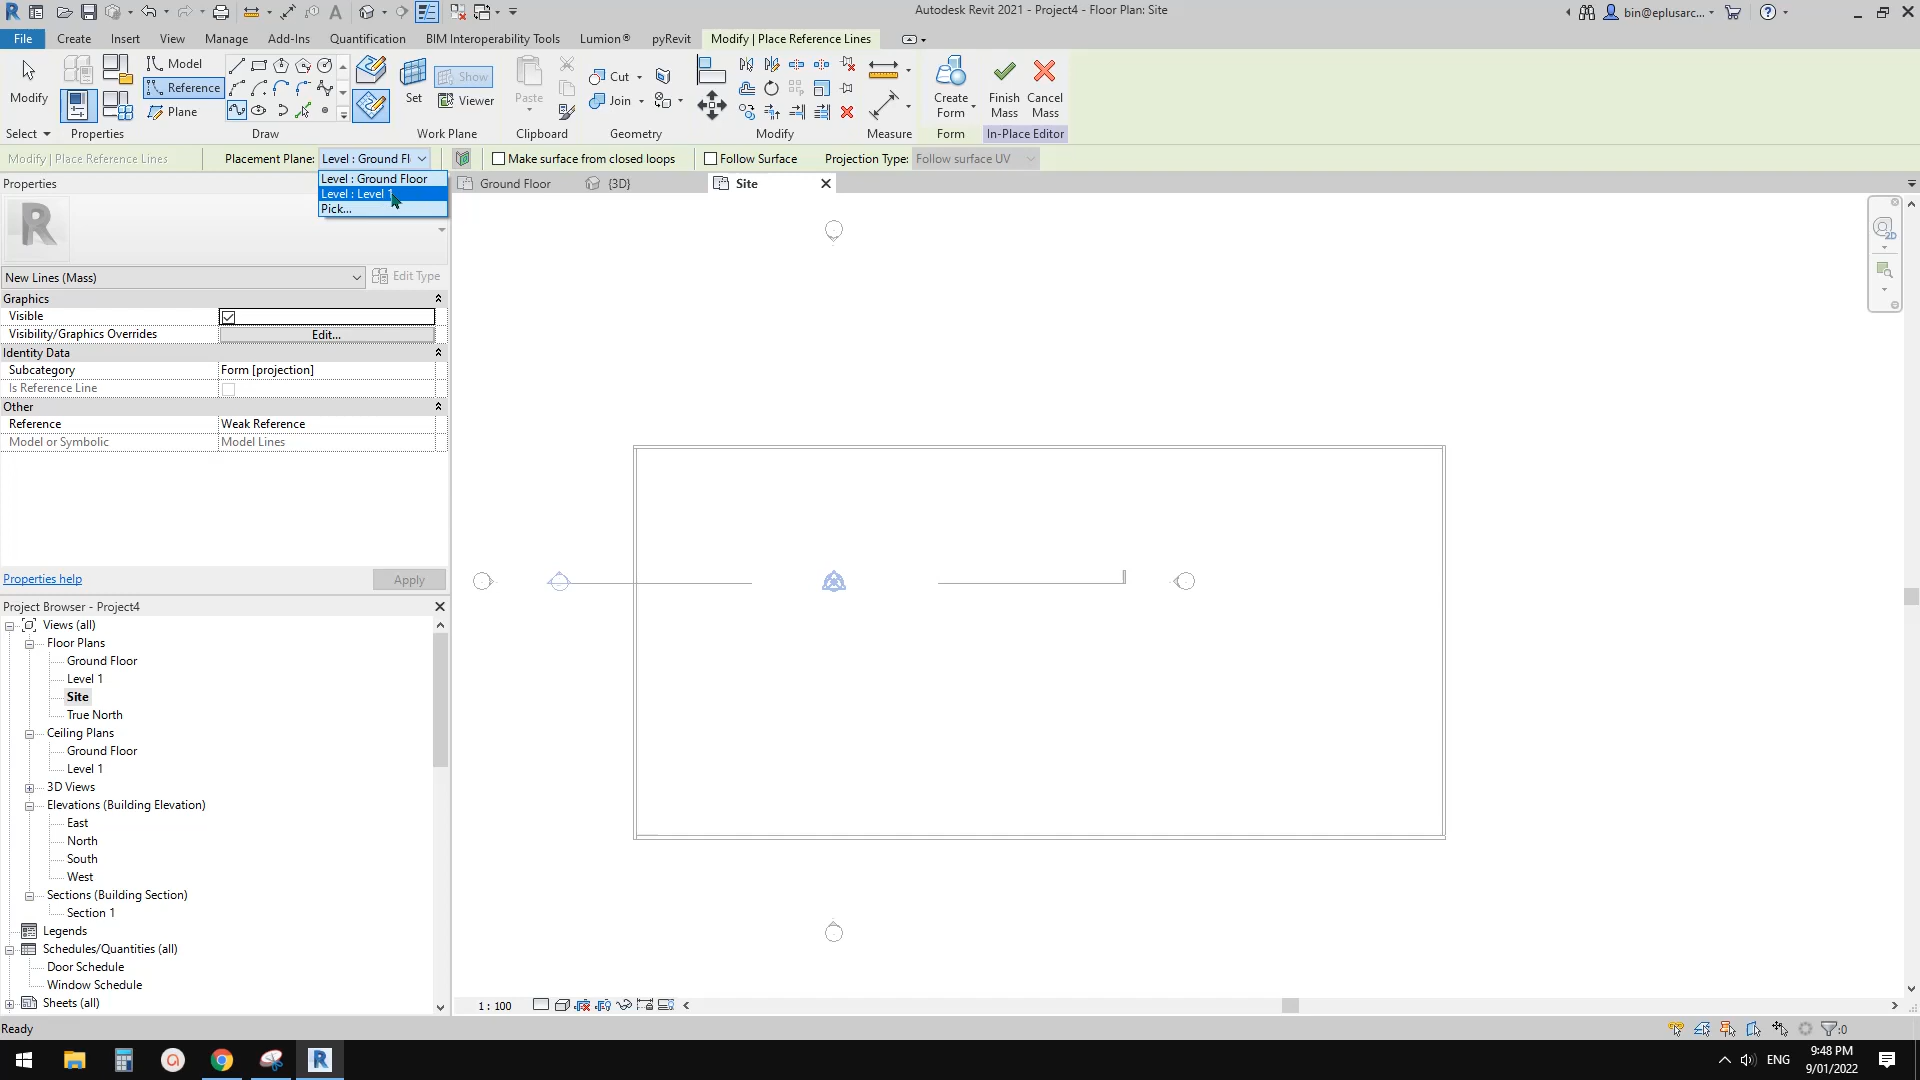 Autodesk Revit 2021 - Project4 - Floor Plan: Site
bin@eplusarc...
File Create Insert View Manage Add-Ins Quantification BIM Interoperability Tools Lumion® pyRevit Modify | Place Reference Lines
Modify
Select
Properties
Model
Reference
Plane
Draw
Set
Show
Viewer
Work Plane
Paste
Clipboard
Cut
Join
Geometry
Modify
Measure
Create Form
Form
Finish Mass
Cancel Mass
In-Place Editor
Modify | Place Reference Lines
Placement Plane: Level : Ground Fl
Make surface from closed loops
Follow Surface
Projection Type: Follow surface UV
Level : Ground Floor
Level : Level 1
Pick...
Properties
Ground Floor
{3D}
Site
2D
New Lines (Mass)
Edit Type
Graphics
Visible
Visibility/Graphics Overrides Edit...
Identity Data
Subcategory Form [projection]
Is Reference Line
Other
Reference Weak Reference
Model or Symbolic Model Lines
Properties help
Apply
Project Browser - Project4
Views (all)
Floor Plans
Ground Floor
Level 1
Site
True North
Ceiling Plans
Ground Floor
Level 1
3D Views
Elevations (Building Elevation)
East
North
South
West
Sections (Building Section)
Section 1
Legends
Schedules/Quantities (all)
Door Schedule
Window Schedule
Sheets (all)
1 : 100
Ready
:0
ENG
9:48 PM
9/01/2022